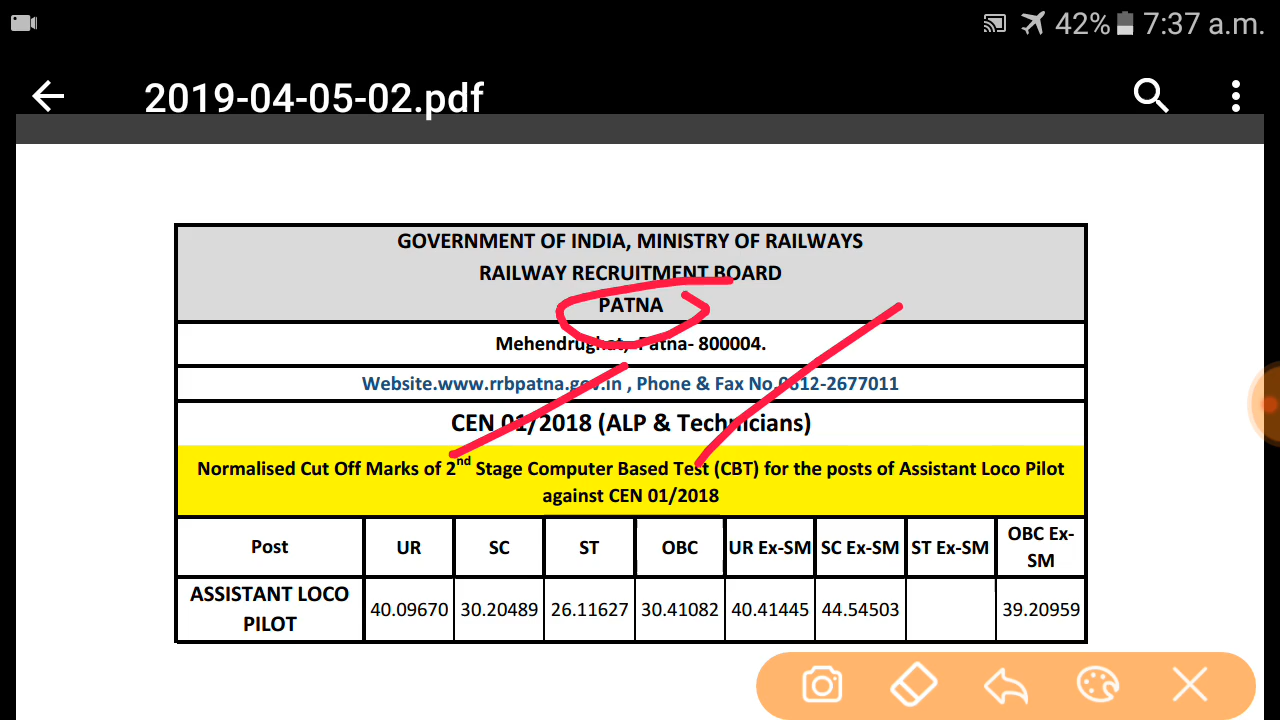 42% 7:37 a.m.
2019-04-05-02.pdf
GOVERNMENT OF INDIA, MINISTRY OF RAILWAYS
RAILWAY RECRUITMENT BOARD
PATNA
Mehendrughat, Patna- 800004.
Website.www.rrbpatna.gov.in , Phone & Fax No.0612-2677011
CEN 01/2018 (ALP & Technicians)
Normalised Cut Off Marks of 2nd Stage Computer Based Test (CBT) for the posts of Assistant Loco Pilot
against CEN 01/2018
Post UR SC ST OBC UR Ex-SM SC Ex-SM ST Ex-SM OBC Ex-
SM
ASSISTANT LOCO
PILOT 40.09670 30.20489 26.11627 30.41082 40.41445 44.54503 39.20959